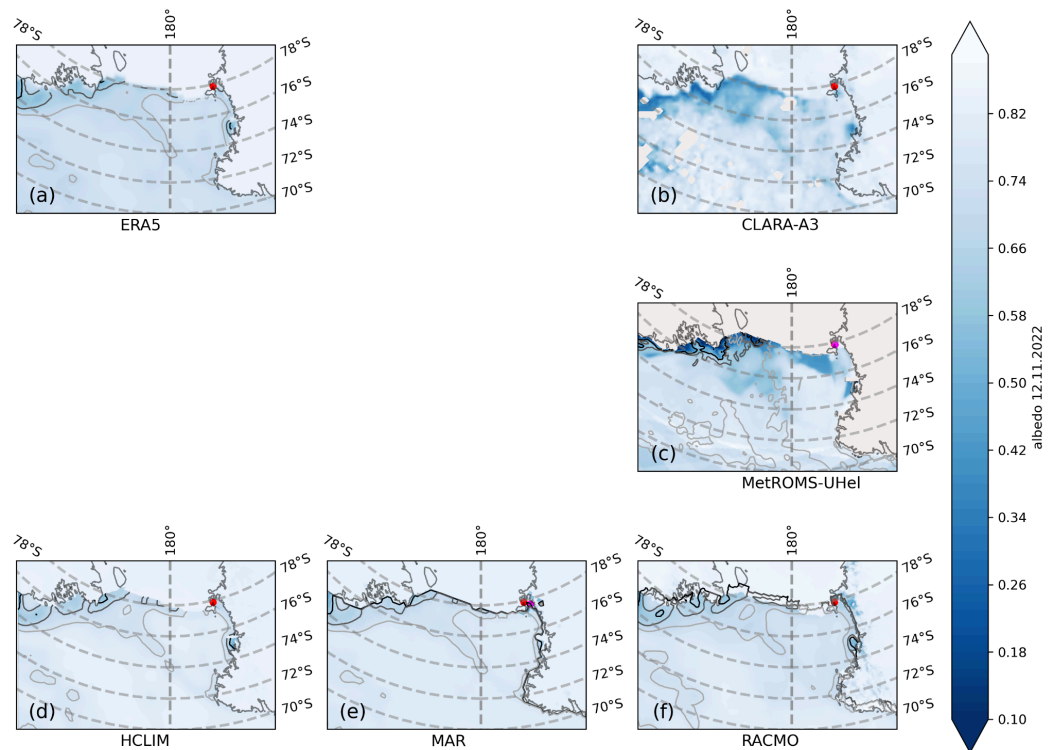 78°S 180° 78°S
76°S
74°S
72°S
70°S
(a)
ERA5
78°S 180° 78°S
76°S
74°S
72°S
70°S
(b)
CLARA-A3
78°S 180° 78°S
76°S
74°S
72°S
70°S
(c)
MetROMS-UHel
78°S 180° 78°S
76°S
74°S
72°S
70°S
(d)
HCLIM
78°S 180° 78°S
76°S
74°S
72°S
70°S
(e)
MAR
78°S 180° 78°S
76°S
74°S
72°S
70°S
(f)
RACMO
0.82
0.74
0.66
0.58
0.50
0.42
0.34
0.26
0.18
0.10
albedo 12.11.2022